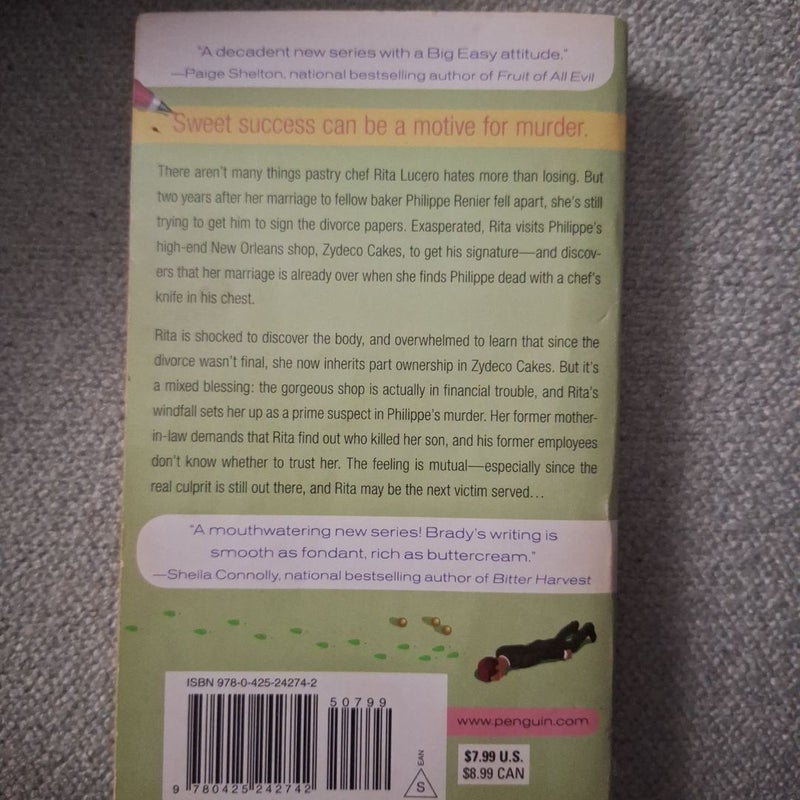 "A decadent new series with a Big Easy attitude."
—Paige Shelton, national bestselling author of Fruit of All Evil
Sweet success can be a motive for murder.
There aren't many things pastry chef Rita Lucero hates more than losing. But
two years after her marriage to fellow baker Philippe Renier fell apart, she's still
trying to get him to sign the divorce papers. Exasperated, Rita visits Philippe's
high-end New Orleans shop, Zydeco Cakes, to get his signature—and discov-
ers that her marriage is already over when she finds Philippe dead with a chef's
knife in his chest.
Rita is shocked to discover the body, and overwhelmed to learn that since the
divorce wasn't final, she now inherits part ownership in Zydeco Cakes. But it's
a mixed blessing: the gorgeous shop is actually in financial trouble, and Rita's
windfall sets her up as a prime suspect in Philippe's murder. Her former mother-
in-law demands that Rita find out who killed her son, and his former employees
don't know whether to trust her. The feeling is mutual—especially since the
real culprit is still out there, and Rita may be the next victim served...
"A mouthwatering new series! Brady's writing is
smooth as fondant, rich as buttercream."
—Sheila Connolly, national bestselling author of Bitter Harvest
ISBN 978-0-425-24274-2
50799
9 780425 242742
EAN
S
www.penguin.com
$7.99 U.S.
$8.99 CAN